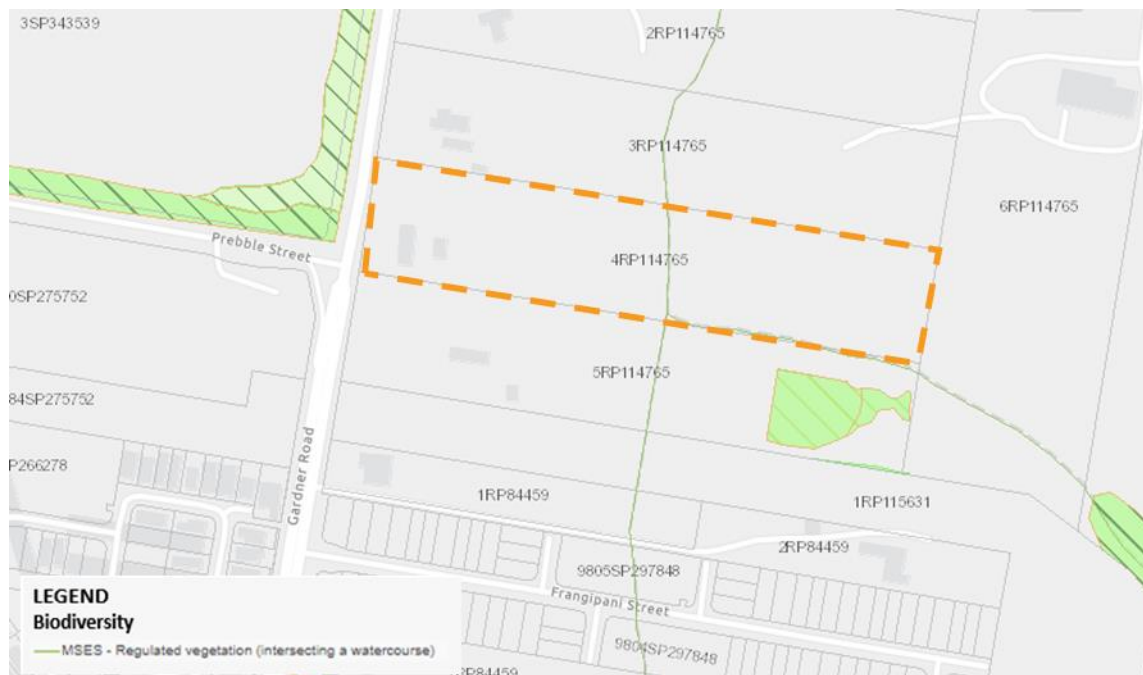 3SP343539
2RP114765
3RP114765
6RP114765
Prebble Street
4RP114765
0SP275752
5RP114765
84SP275752
P266278
Gardner Road
1RP84459
1RP115631
2RP84459
9805SP297848
Frangipani Street
9804SP297848
LEGEND
Biodiversity
MSES - Regulated vegetation (intersecting a watercourse)
RP84459